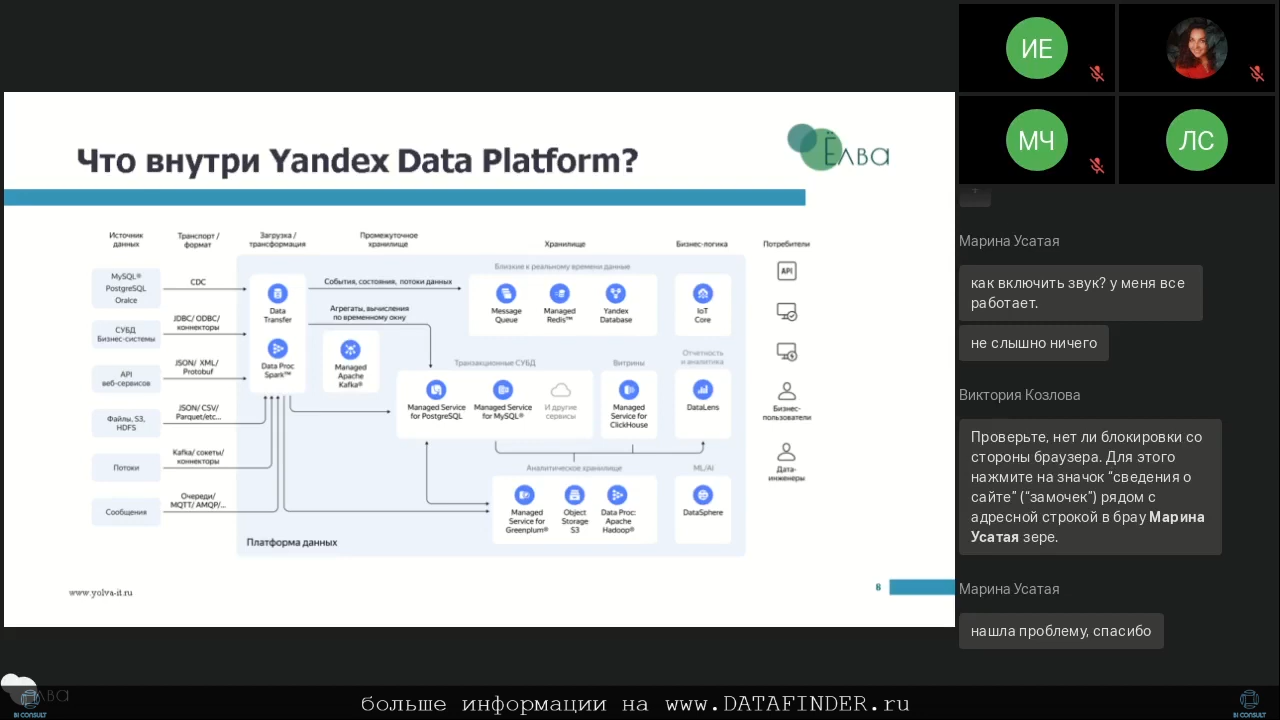 Что внутри Yandex Data Platform?
Ёлва
Источник
данных
Транспорт /
формат
Загрузка /
трансформация
Промежуточное
хранилище
Хранилище
Бизнес-логика
Потребители
MySQL®
PostgreSQL
Oralce
CDC
СУБД
Бизнес-системы
JDBC/ ODBC/
коннекторы
API
веб-сервисов
JSON/ XML/
Protobuf
Файлы, S3,
HDFS
JSON/ CSV/
Parquet/etc...
Потоки
Kafka/ сокеты/
коннекторы
Сообщения
Очереди/
MQTT/ AMQP/...
Data
Transfer
Data Proc
Spark™
Managed
Apache
Kafka®
События, состояния, потоки данных
Агрегаты, вычисления
по временному окну
Близкие к реальному времени данные
Message
Queue
Managed
Redis™
Yandex
Database
IoT
Core
Транзакционные СУБД
Managed Service
for PostgreSQL
Managed Service
for MySQL®
И другие
сервисы
Витрины
Managed
Service for
ClickHouse
Отчетность
и аналитика
DataLens
Аналитическое хранилище
Managed
Service for
Greenplum®
Object
Storage
S3
Data Proc:
Apache
Hadoop®
ML/AI
DataSphere
API
Бизнес-
пользователи
Дата-
инженеры
Платформа данных
www.yolva-it.ru
8
ИЕ
МЧ
ЛС
Марина Усатая
как включить звук? у меня все
работает.
не слышно ничего
Виктория Козлова
Проверьте, нет ли блокировки со
стороны браузера. Для этого
нажмите на значок “сведения о
сайте” (“замочек”) рядом с
адресной строкой в брау Марина
Усатая зере.
Марина Усатая
нашла проблему, спасибо
BI CONSULT
больше информации на www.DATAFINDER.ru
BI CONSULT